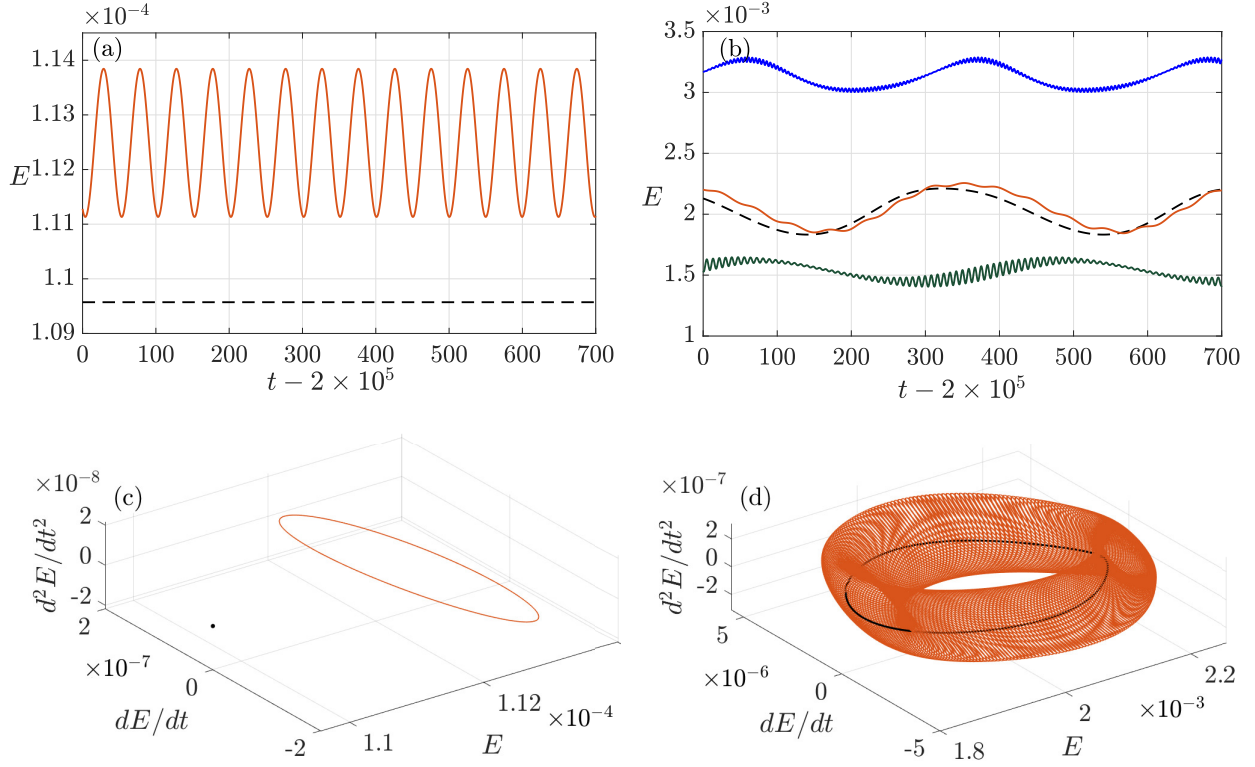 ×10⁻⁴
(a)
1.14
1.13
E 1.12
1.11
1.1
1.09
0 100 200 300 400 500 600 700
t − 2 × 10⁵
×10⁻³
(b)
3.5
3
2.5
E
2
1.5
1
0 100 200 300 400 500 600 700
t − 2 × 10⁵
×10⁻⁸
(c)
d²E/dt²
2
0
-2
2
×10⁻⁷
0
dE/dt
-2
1.1
1.12
×10⁻⁴
E
×10⁻⁷
(d)
d²E/dt²
2
0
-2
5
×10⁻⁶
0
dE/dt
-5
1.8
2
2.2
×10⁻³
E